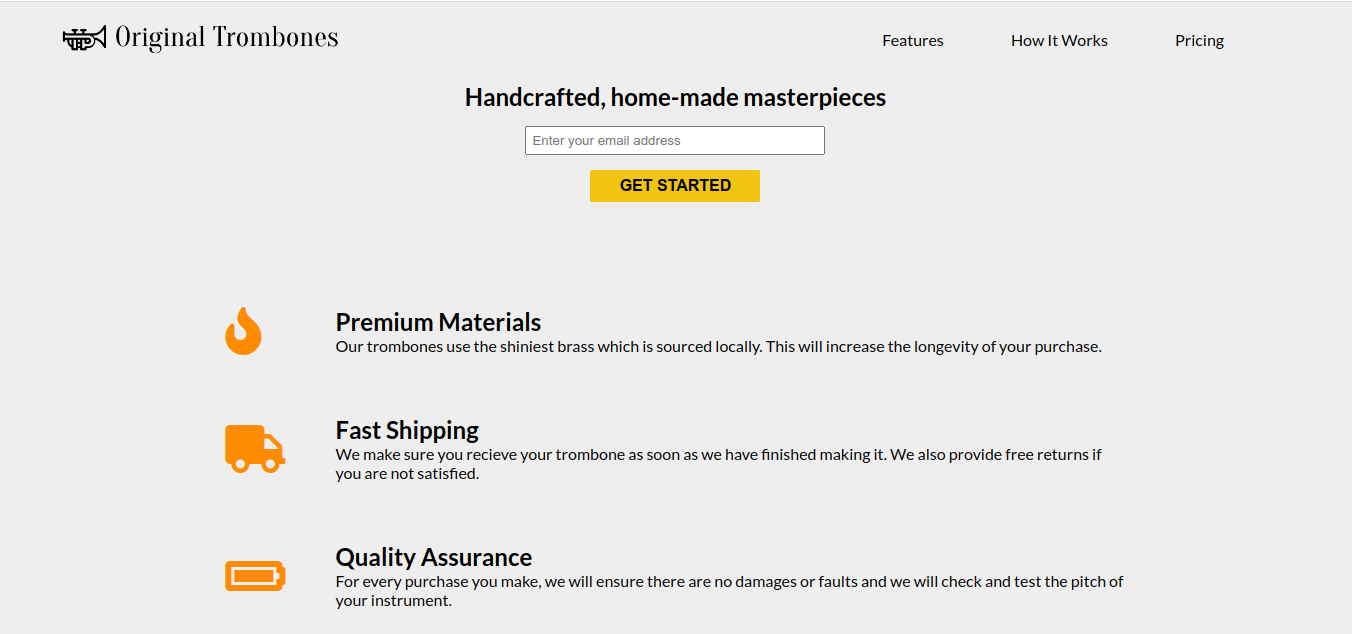 Original Trombones
Features
How It Works
Pricing
Handcrafted, home-made masterpieces
Enter your email address
GET STARTED
Premium Materials
Our trombones use the shiniest brass which is sourced locally. This will increase the longevity of your purchase.
Fast Shipping
We make sure you recieve your trombone as soon as we have finished making it. We also provide free returns if
you are not satisfied.
Quality Assurance
For every purchase you make, we will ensure there are no damages or faults and we will check and test the pitch of
your instrument.